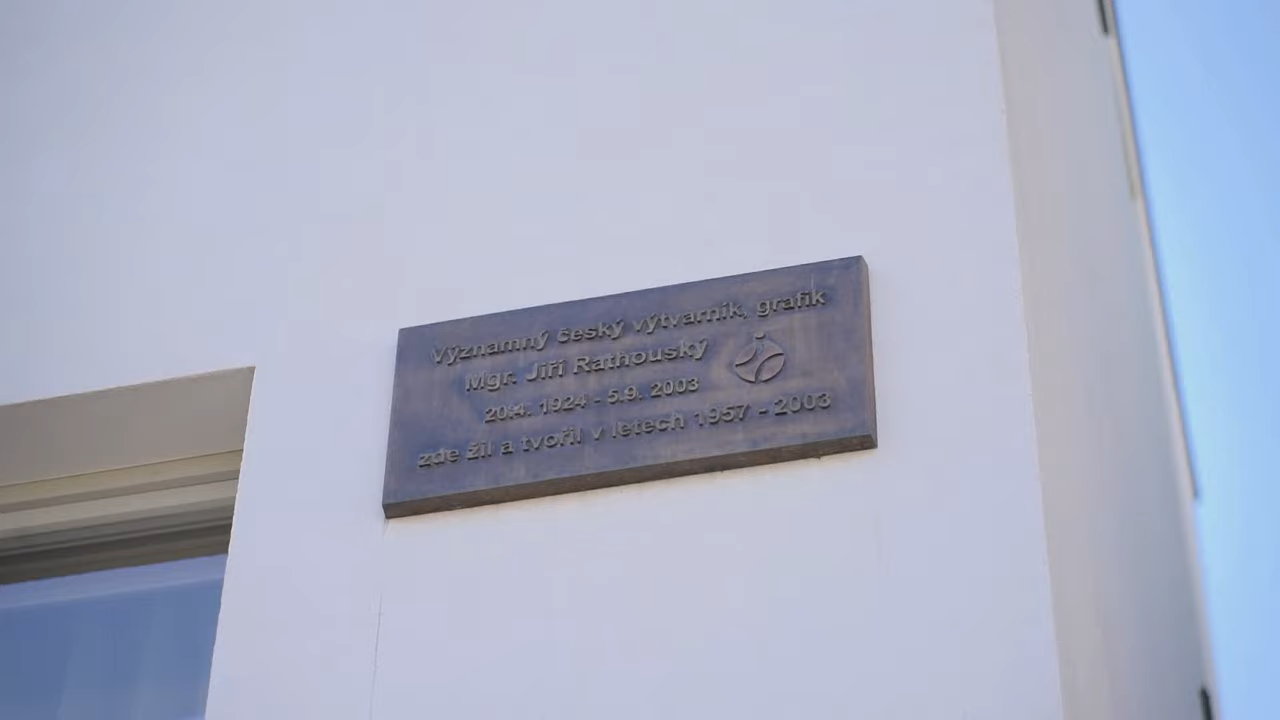 Významný český výtvarník, grafik
Mgr. Jiří Rathouský
20.4. 1924 - 5.9. 2003
zde žil a tvořil v letech 1957 - 2003